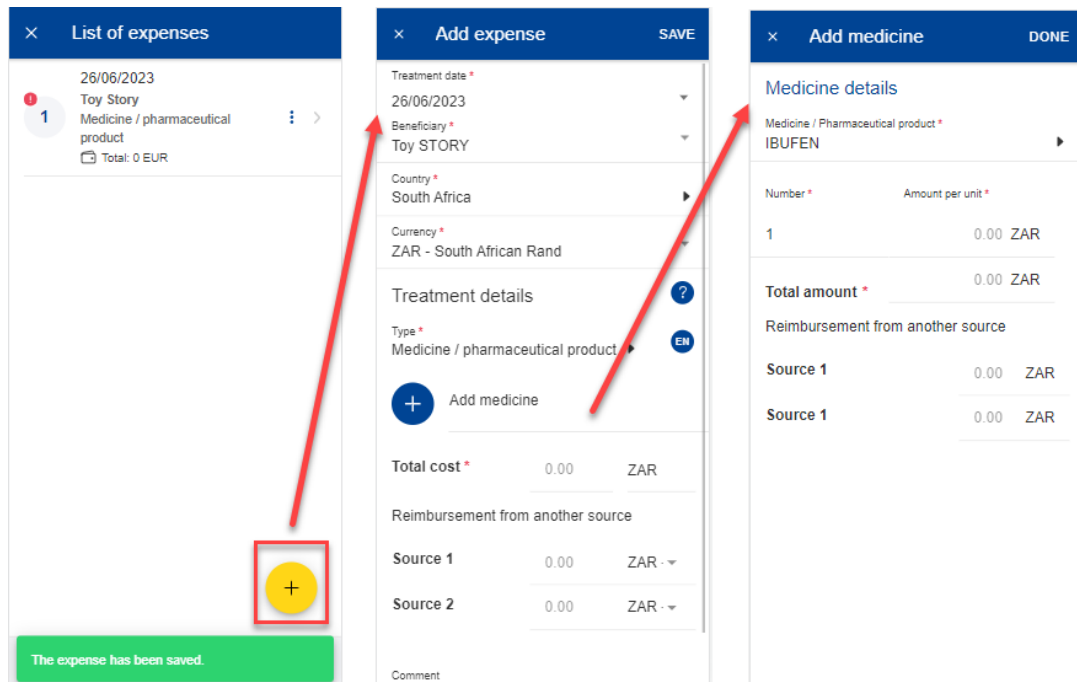 × List of expenses
26/06/2023
! Toy Story
1 Medicine / pharmaceutical
product
Total: 0 EUR
+
The expense has been saved.
× Add expense SAVE
Treatment date *
26/06/2023
Beneficiary *
Toy STORY
Country *
South Africa
Currency *
ZAR - South African Rand
Treatment details ?
Type *
Medicine / pharmaceutical product EN
+ Add medicine
Total cost * 0.00 ZAR
Reimbursement from another source
Source 1 0.00 ZAR -
Source 2 0.00 ZAR -
Comment
× Add medicine DONE
Medicine details
Medicine / Pharmaceutical product *
IBUFEN
Number * Amount per unit *
1 0.00 ZAR
Total amount * 0.00 ZAR
Reimbursement from another source
Source 1 0.00 ZAR
Source 1 0.00 ZAR